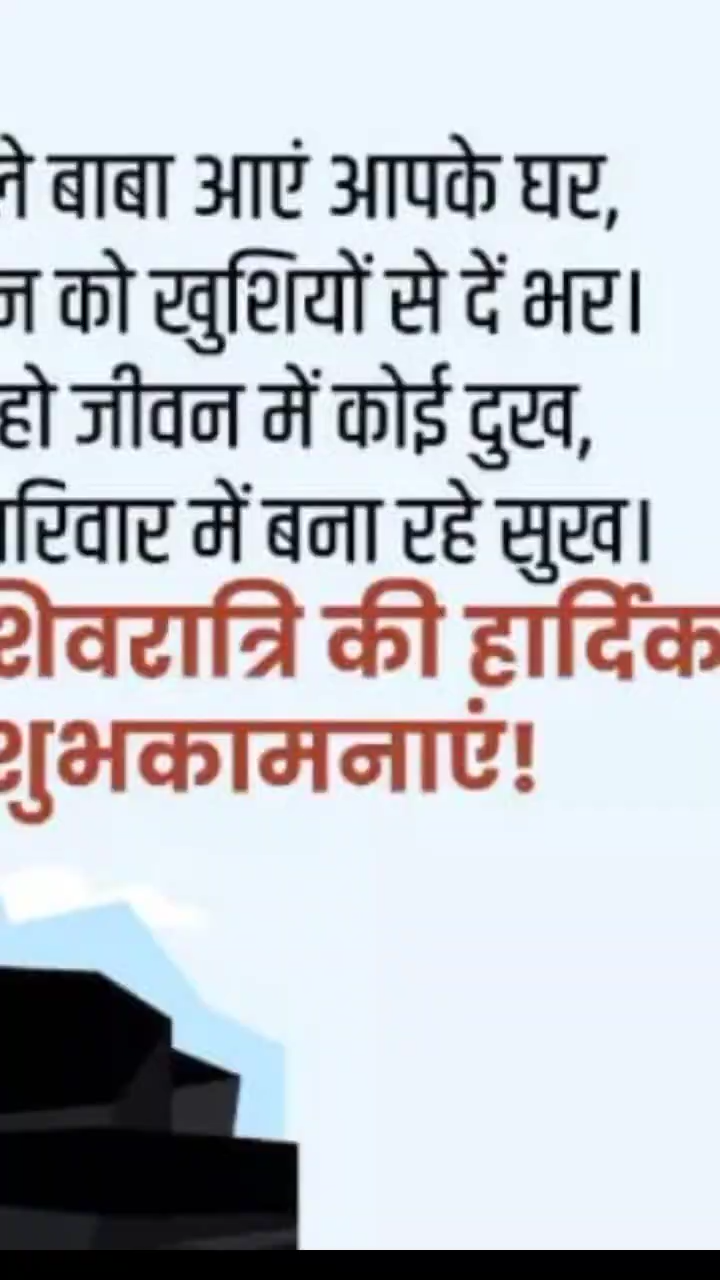 बाबा आएं आपके घर,
को खुशियों से दें भर।
हो जीवन में कोई दुख,
में बना रहे सुख।
शिवरात्रि की
शुभकामनाएं!